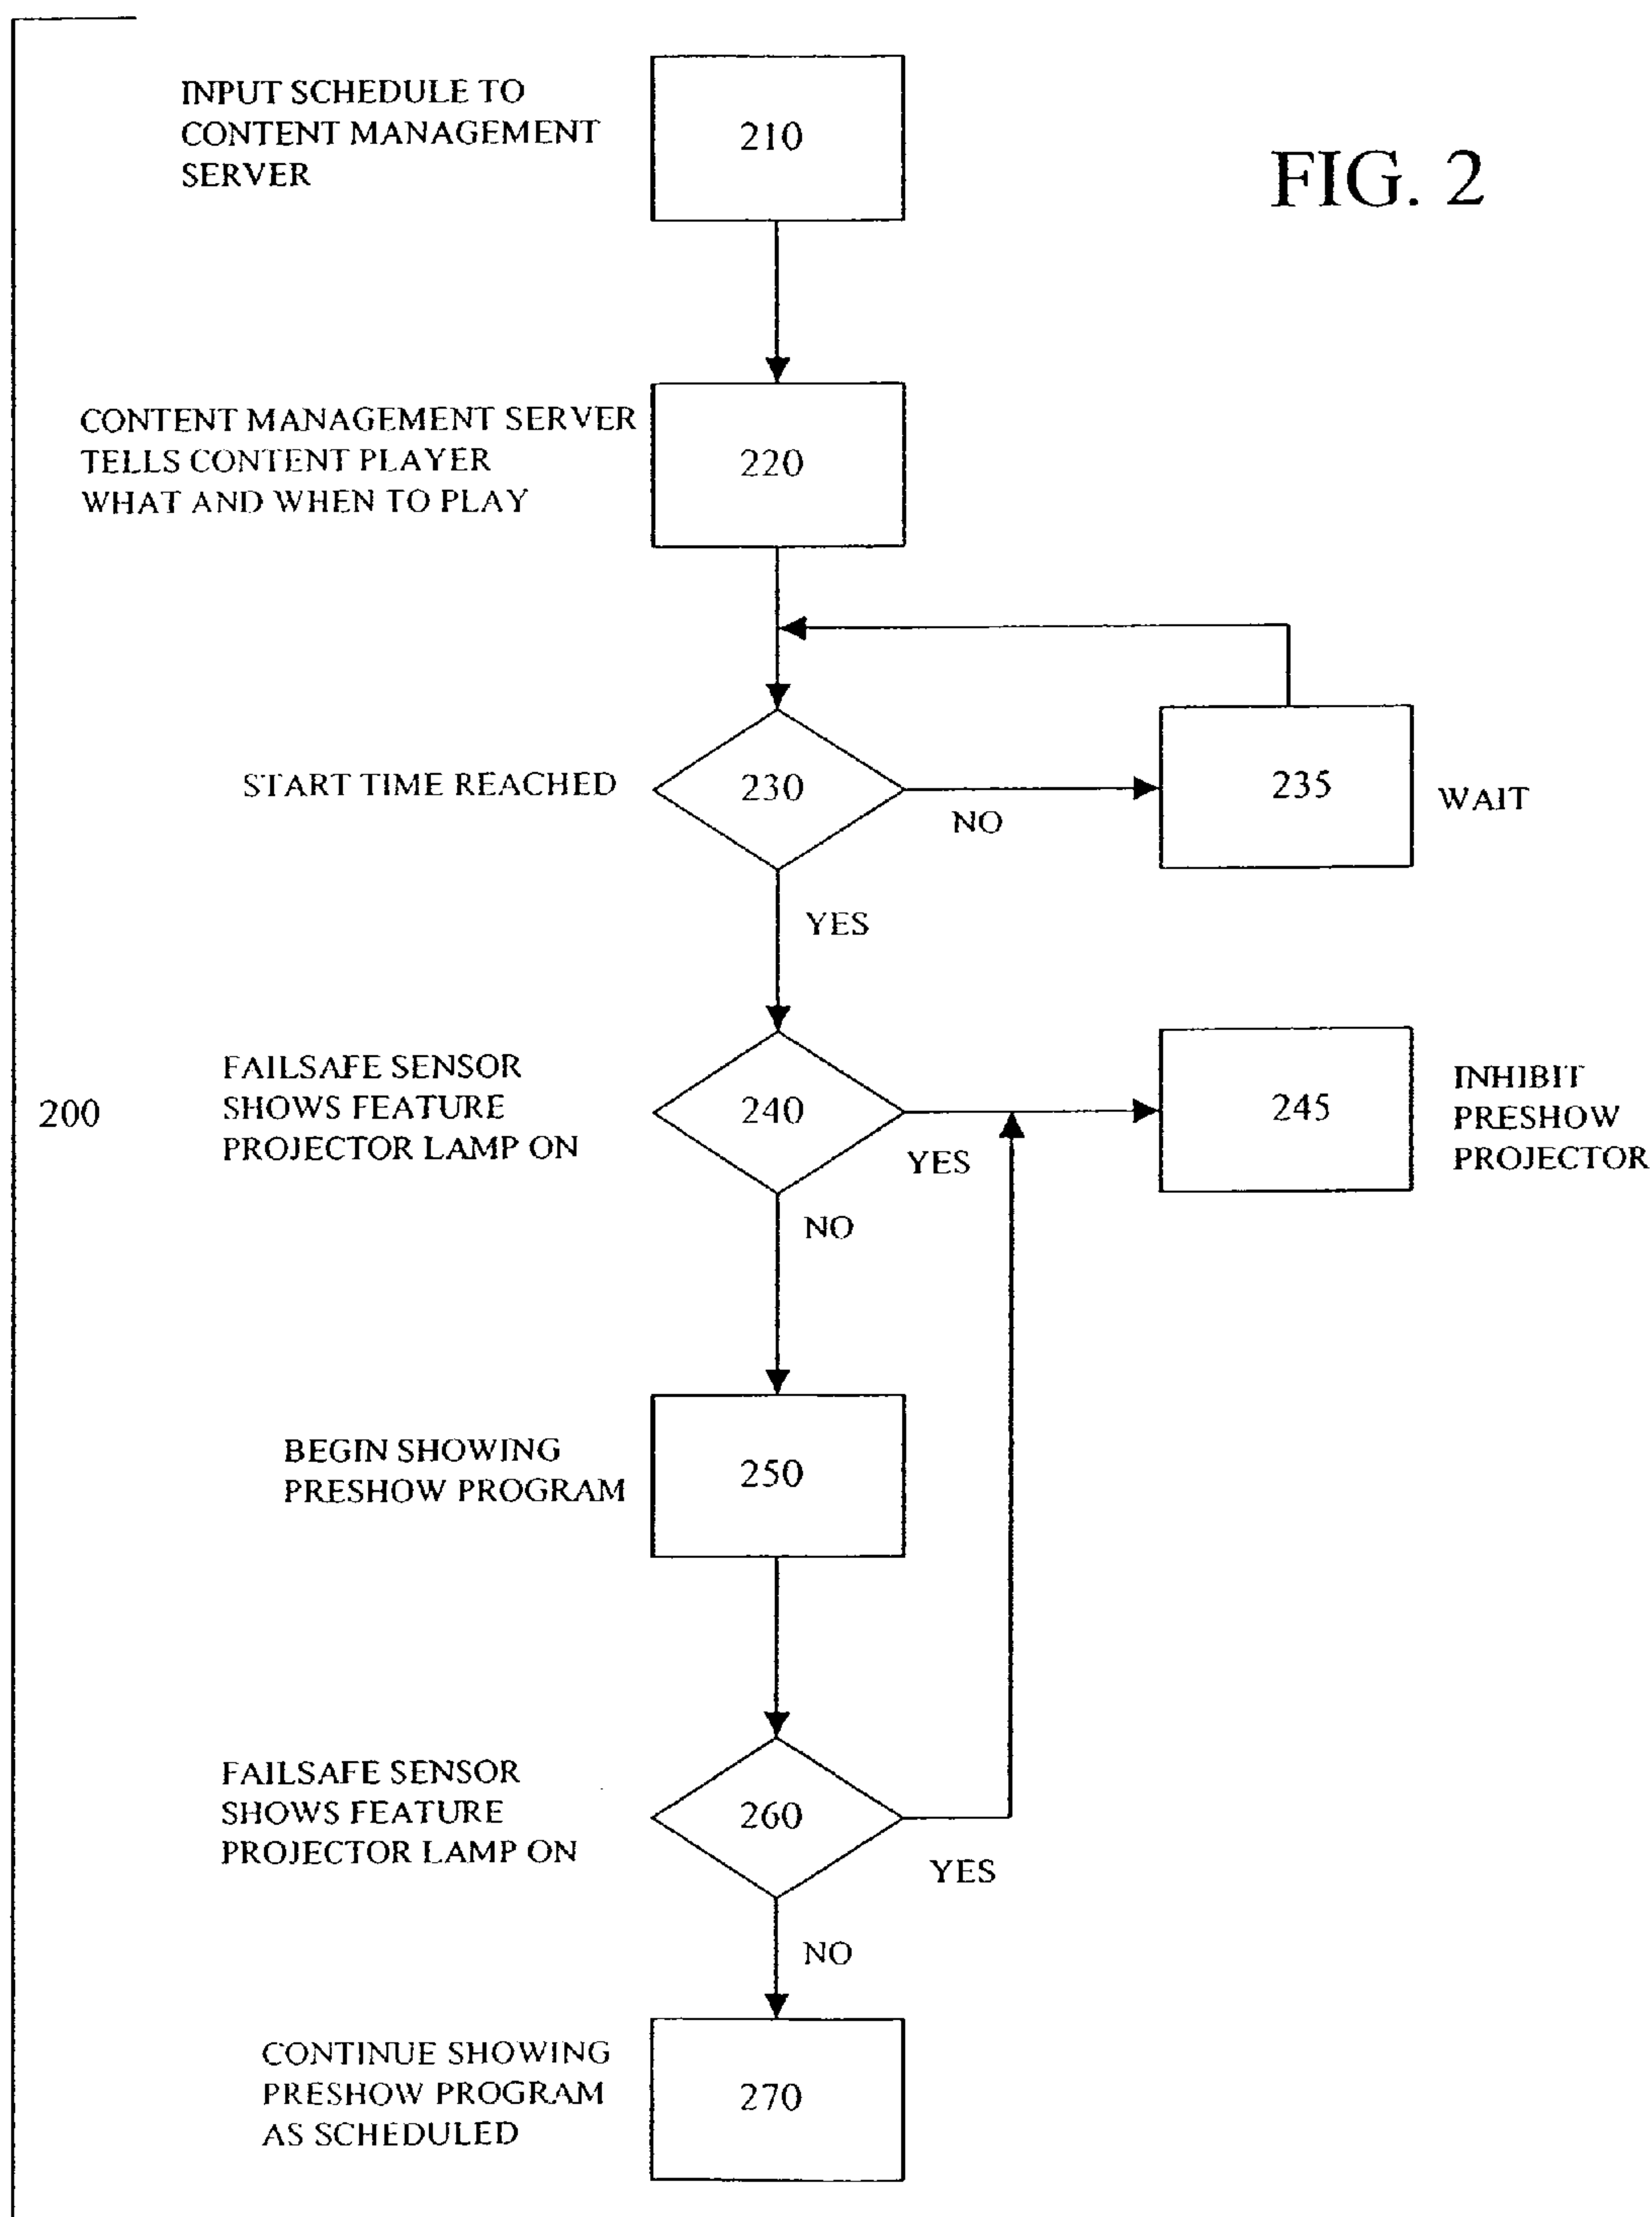 INPUT SCHEDULE TO
CONTENT MANAGEMENT
SERVER
210
FIG. 2
CONTENT MANAGEMENT SERVER
TELLS CONTENT PLAYER
WHAT AND WHEN TO PLAY
220
START TIME REACHED
230
NO
235
WAIT
YES
200
FAILSAFE SENSOR
SHOWS FEATURE
PROJECTOR LAMP ON
240
YES
245
INHIBIT
PRESHOW
PROJECTOR
NO
BEGIN SHOWING
PRESHOW PROGRAM
250
FAILSAFE SENSOR
SHOWS FEATURE
PROJECTOR LAMP ON
260
YES
NO
CONTINUE SHOWING
PRESHOW PROGRAM
AS SCHEDULED
270